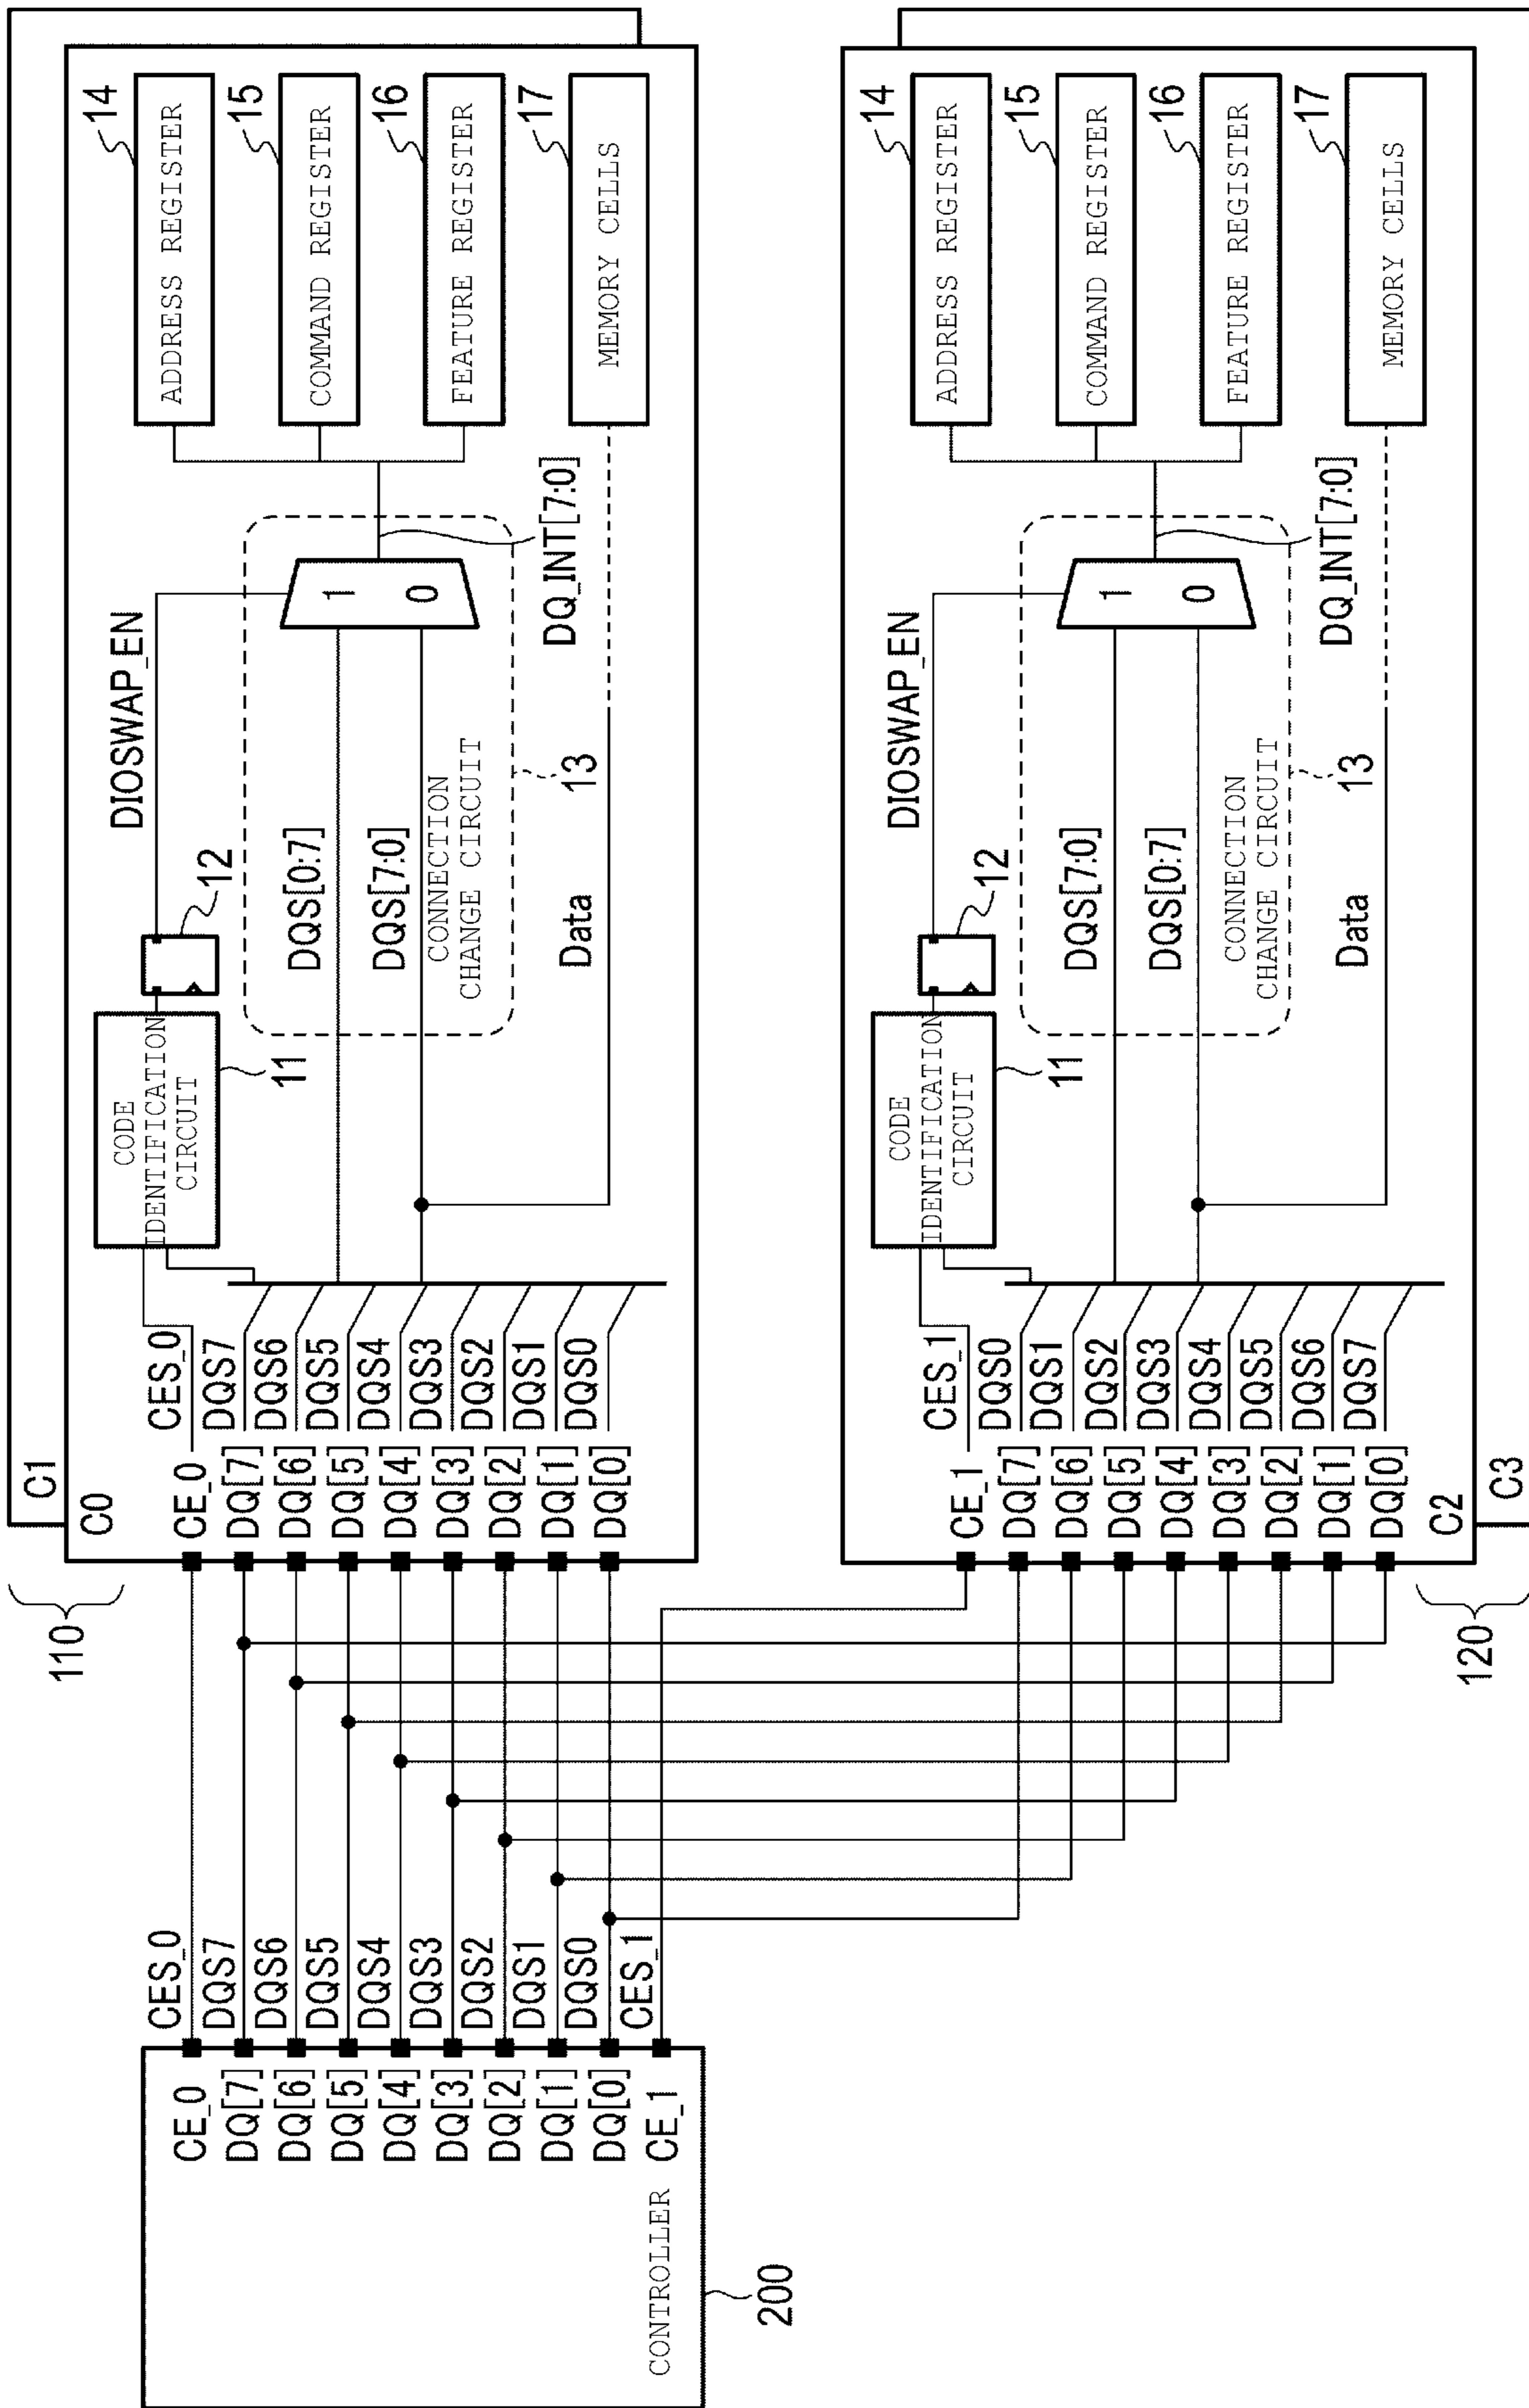 110
C1
C0
CE_0 CES_0
DQ[7] DQS7
DQ[6] DQS6
DQ[5] DQS5
DQ[4] DQS4
DQ[3] DQS3
DQ[2] DQS2
DQ[1] DQS1
DQ[0] DQS0
CODE
IDENTIFICATION
CIRCUIT
11
12
DIOSWAP_EN
DQS[0:7]
DQS[7:0]
CONNECTION
CHANGE CIRCUIT
13
1
0
DQ_INT[7:0]
Data
ADDRESS REGISTER
14
COMMAND REGISTER
15
FEATURE REGISTER
16
MEMORY CELLS
17
CONTROLLER
200
CE_0 CES_0
DQ[7] DQS7
DQ[6] DQS6
DQ[5] DQS5
DQ[4] DQS4
DQ[3] DQS3
DQ[2] DQS2
DQ[1] DQS1
DQ[0] DQS0
CE_1 CES_1
120
C2
C3
CE_1 CES_1
DQ[7] DQS0
DQ[6] DQS1
DQ[5] DQS2
DQ[4] DQS3
DQ[3] DQS4
DQ[2] DQS5
DQ[1] DQS6
DQ[0] DQS7
CODE
IDENTIFICATION
CIRCUIT
11
12
DIOSWAP_EN
DQS[7:0]
DQS[0:7]
CONNECTION
CHANGE CIRCUIT
13
1
0
DQ_INT[7:0]
Data
ADDRESS REGISTER
14
COMMAND REGISTER
15
FEATURE REGISTER
16
MEMORY CELLS
17